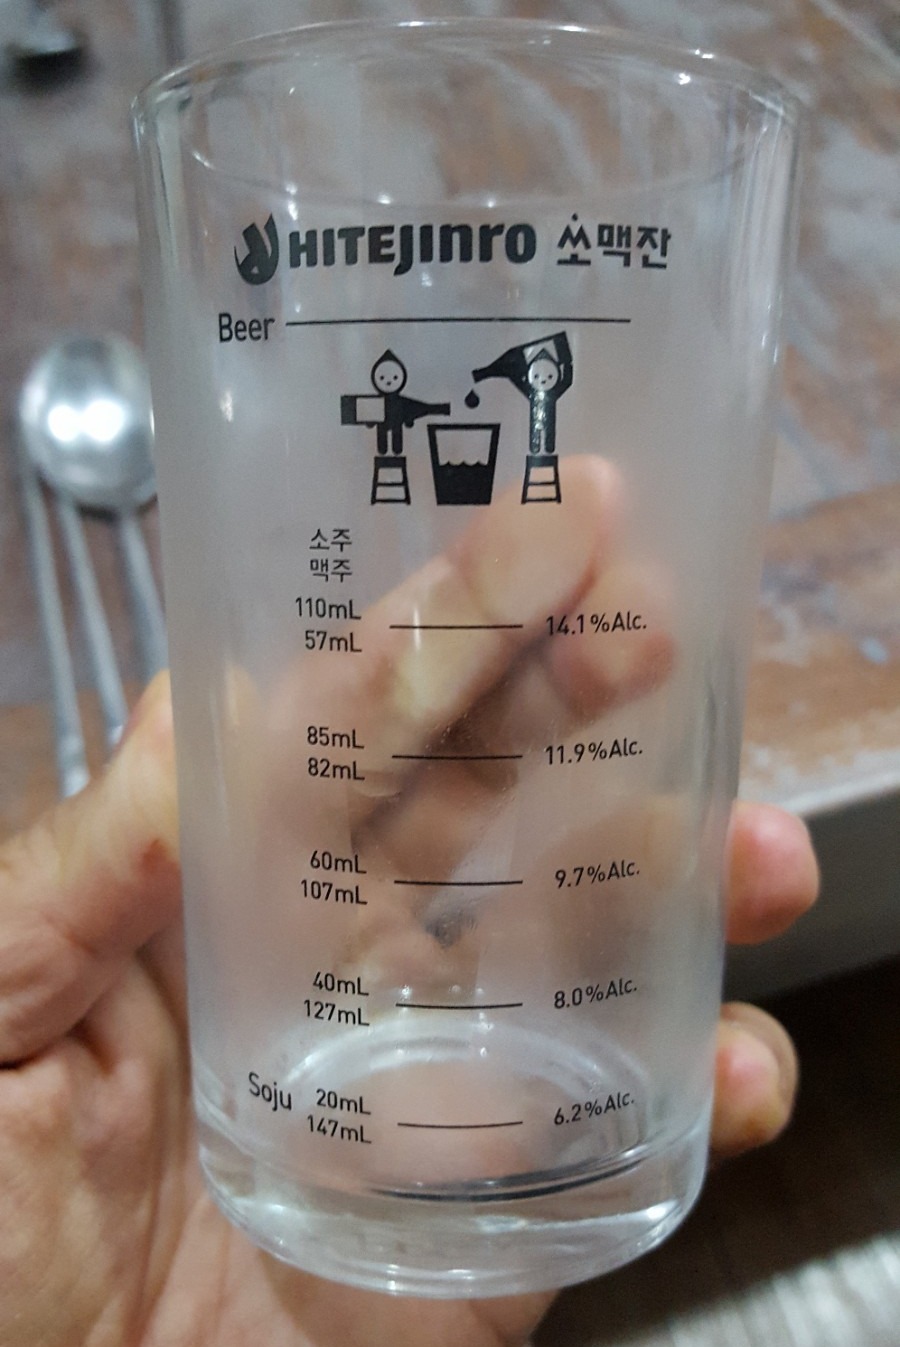 HITEJINRO 쏘맥잔
Beer
소주
맥주
110mL
57mL
14.1%Alc.
85mL
82mL
11.9%Alc.
60mL
107mL
9.7%Alc.
40mL
127mL
8.0%Alc.
Soju 20mL
147mL
6.2%Alc.